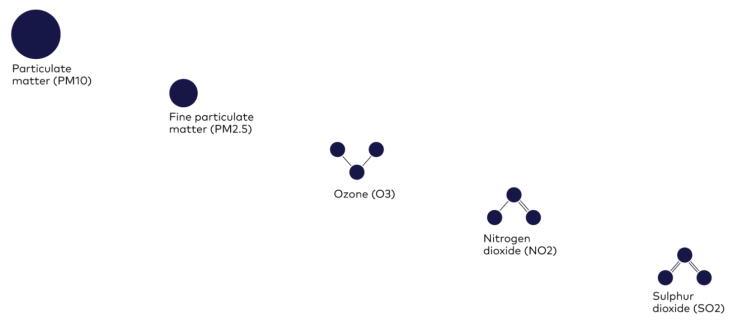 Particulate
matter (PM10)
Fine particulate
matter (PM2.5)
Ozone (O3)
Nitrogen
dioxide (NO2)
Sulphur
dioxide (SO2)